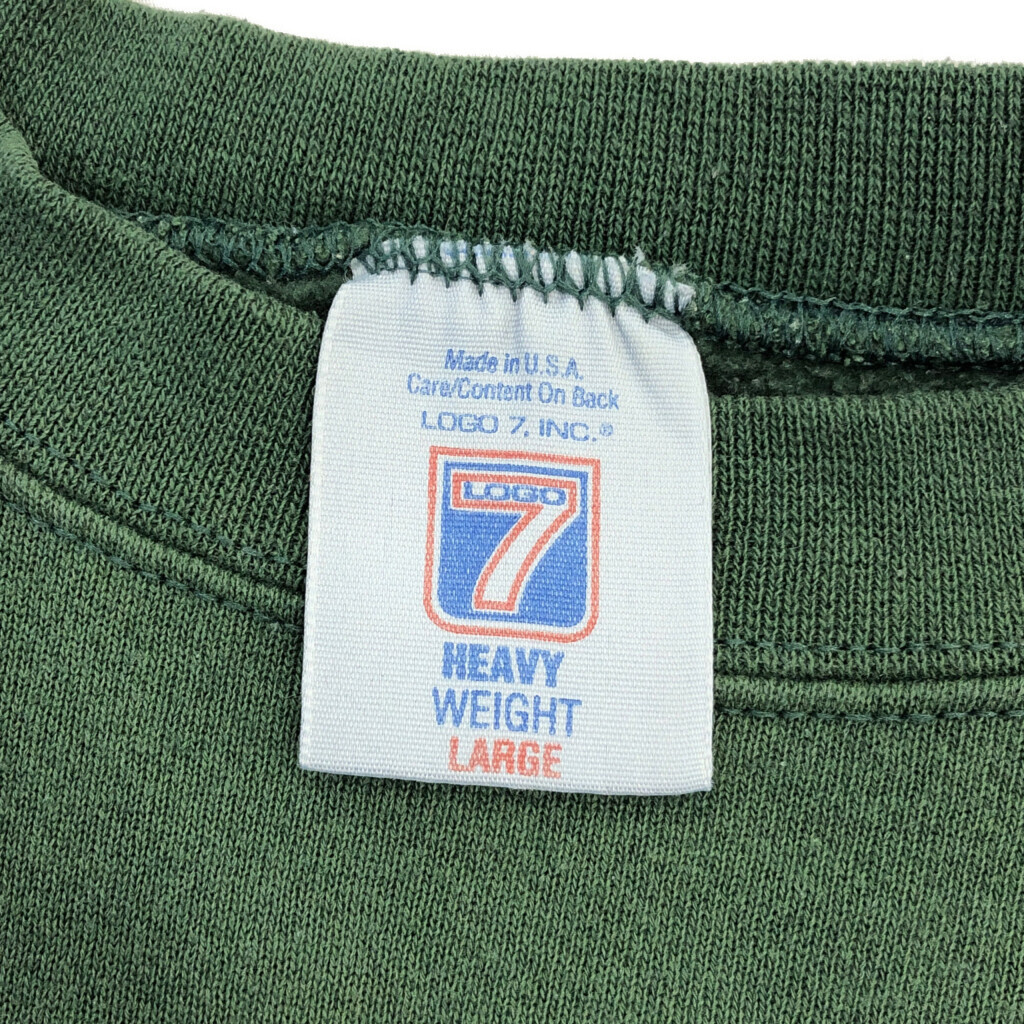 Made in U.S.A.
Care/Content On Back
LOGO 7, INC.®
LOGO
7
HEAVY
WEIGHT
LARGE